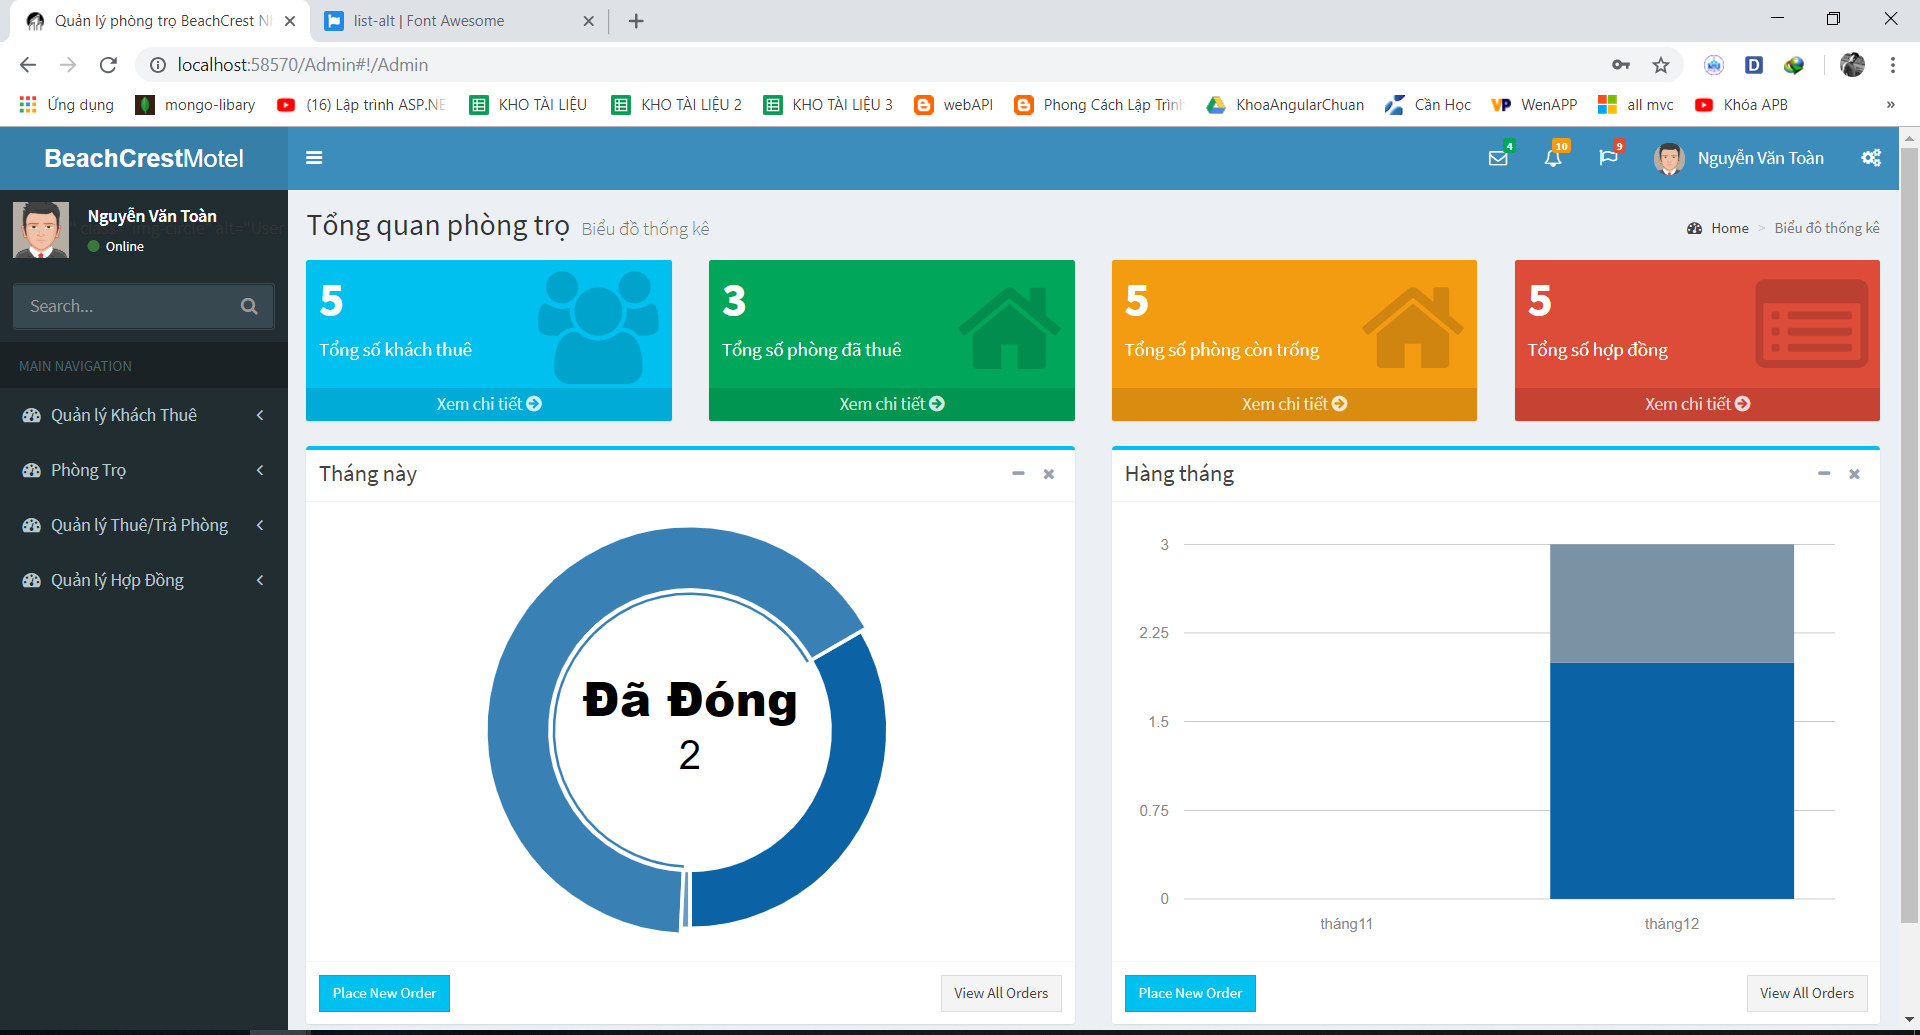 Quản lý phòng trọ BeachCrest Nh
list-alt | Font Awesome
localhost:58570/Admin#!/Admin
Ứng dụng
mongo-libary
(16) Lập trình ASP.NE
KHO TÀI LIỆU
KHO TÀI LIỆU 2
KHO TÀI LIỆU 3
webAPI
Phong Cách Lập Trình
KhoaAngularChuan
Cần Học
WenAPP
all mvc
Khóa APB
»
BeachCrestMotel
4
10
9
Nguyễn Văn Toàn
Nguyễn Văn Toàn
" class="img-circle" alt="User
Online
Search...
MAIN NAVIGATION
Quản lý Khách Thuê
Phòng Trọ
Quản lý Thuê/Trả Phòng
Quản lý Hợp Đồng
Tổng quan phòng trọ Biểu đồ thống kê
Home > Biểu đồ thống kê
5
Tổng số khách thuê
Xem chi tiết
3
Tổng số phòng đã thuê
Xem chi tiết
5
Tổng số phòng còn trống
Xem chi tiết
5
Tổng số hợp đồng
Xem chi tiết
Tháng này
Đã Đóng
2
Place New Order
View All Orders
Hàng tháng
3
2.25
1.5
0.75
0
tháng11
tháng12
Place New Order
View All Orders